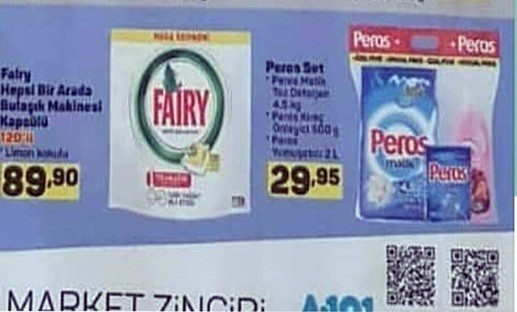 Fairy
Hepsi Bir Arada
Bulaşık Makinesi
Kapsülü
120'li
Limon kokulu
89,90
MEGA EKONOMİ
FAIRY
Peros Set
* Peros Matik
Toz Deterjan
4,5 kg
* Peros Kireç
Önleyici 500 g
* Peros
Yumuşatıcı 2 L
29,95
Peros + + Peros
Peros
matik
Peros
MARKET ZİNCİRİ A101